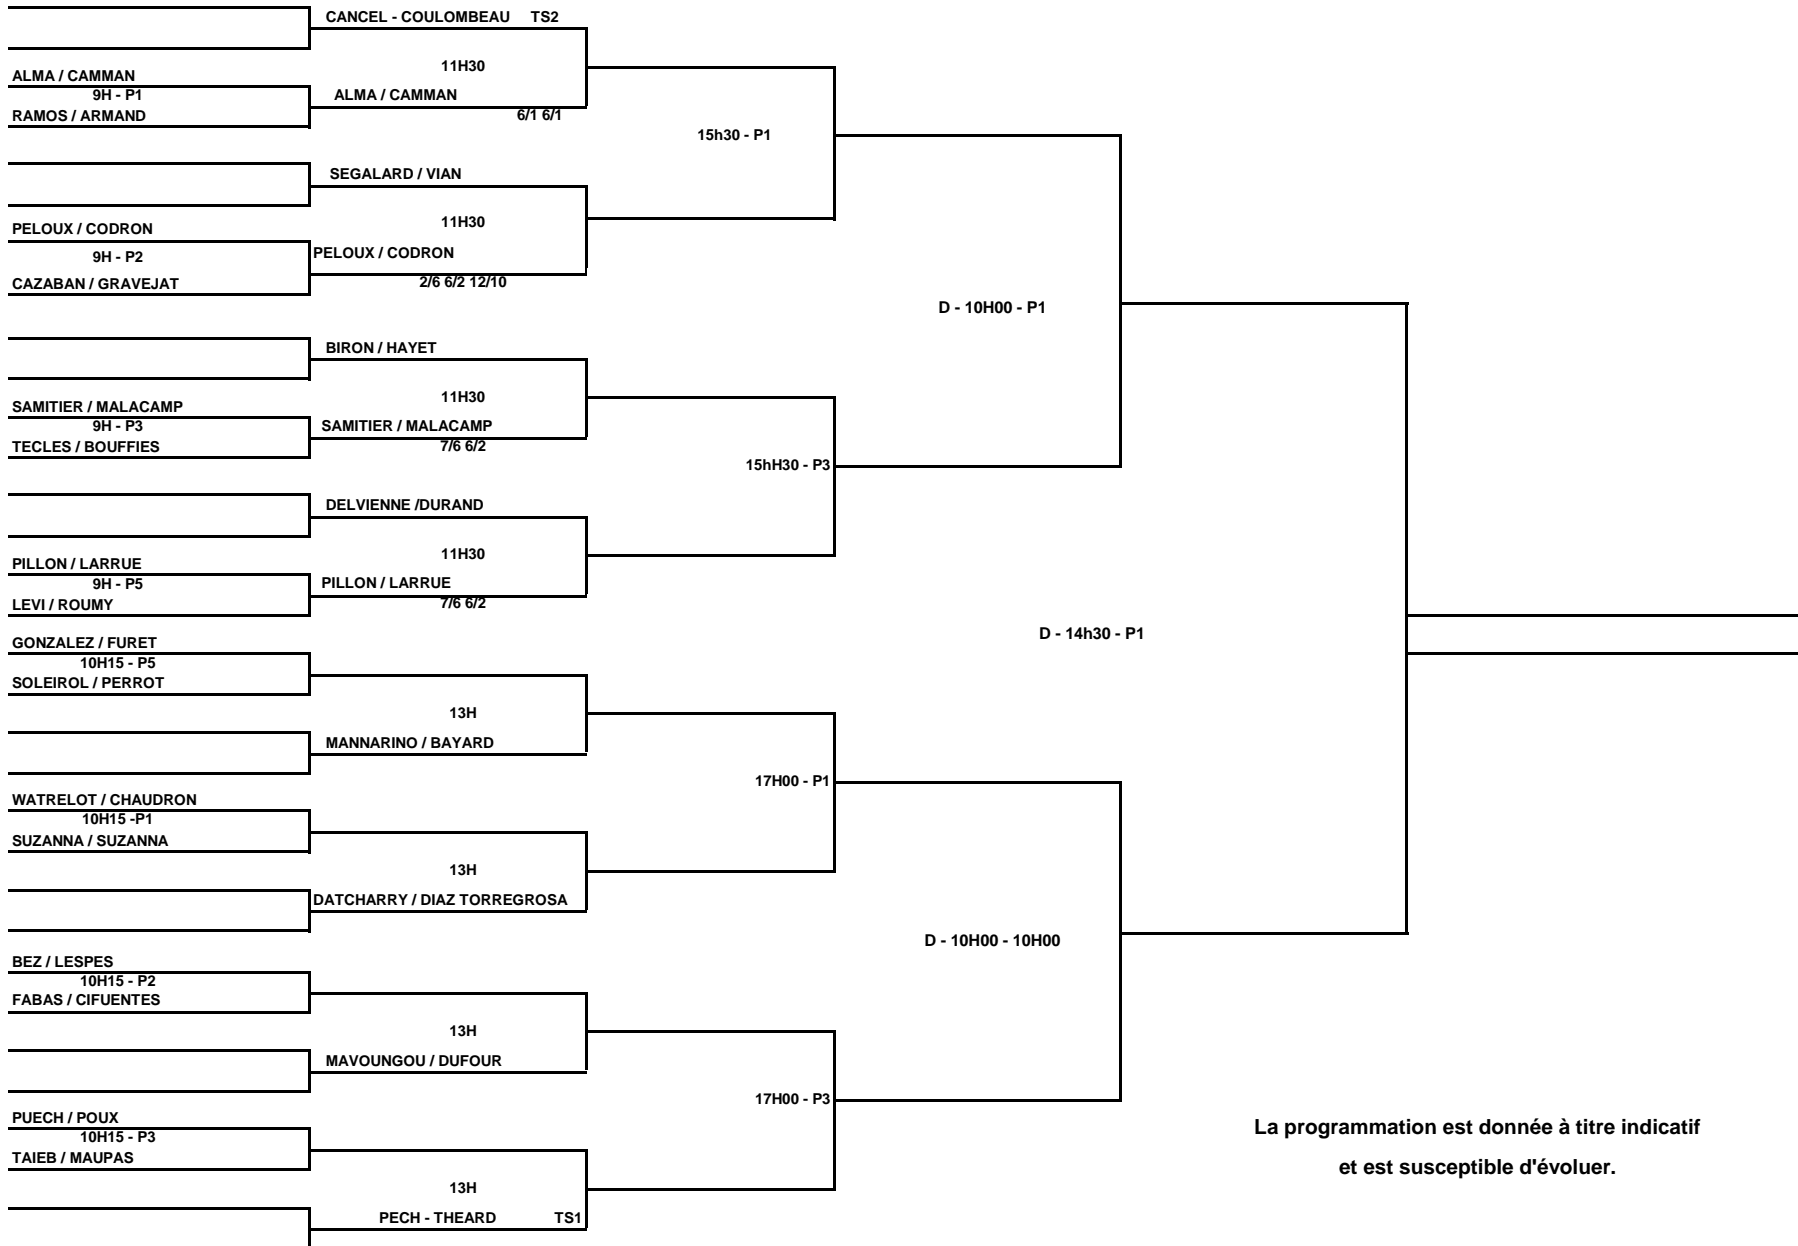 CANCEL - COULOMBEAU TS2
11H30
ALMA / CAMMAN
9H - P1
ALMA / CAMMAN
RAMOS / ARMAND
6/1 6/1
15h30 - P1
SEGALARD / VIAN
11H30
PELOUX / CODRON
9H - P2
PELOUX / CODRON
CAZABAN / GRAVEJAT
2/6 6/2 12/10
D - 10H00 - P1
BIRON / HAYET
11H30
SAMITIER / MALACAMP
9H - P3
SAMITIER / MALACAMP
TECLES / BOUFFIES
7/6 6/2
15hH30 - P3
DELVIENNE /DURAND
11H30
PILLON / LARRUE
9H - P5
PILLON / LARRUE
LEVI / ROUMY
7/6 6/2
D - 14h30 - P1
GONZALEZ / FURET
10H15 - P5
SOLEIROL / PERROT
13H
MANNARINO / BAYARD
17H00 - P1
WATRELOT / CHAUDRON
10H15 -P1
SUZANNA / SUZANNA
13H
DATCHARRY / DIAZ TORREGROSA
D - 10H00 - 10H00
BEZ / LESPES
10H15 - P2
FABAS / CIFUENTES
13H
MAVOUNGOU / DUFOUR
17H00 - P3
PUECH / POUX
10H15 - P3
TAIEB / MAUPAS
13H
PECH - THEARD TS1
La programmation est donnée à titre indicatif
et est susceptible d'évoluer.